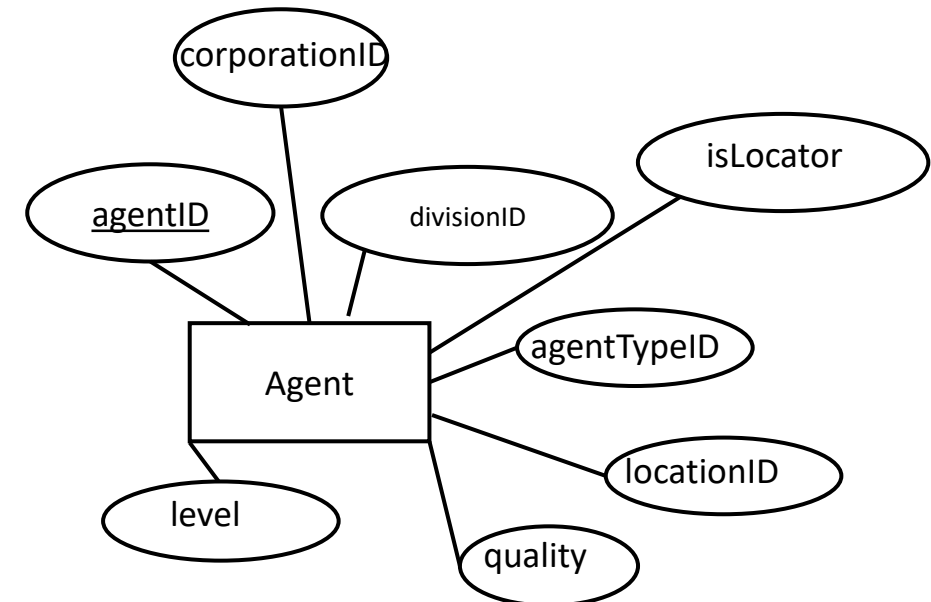 corporationID
isLocator
agentID
divisionID
agentTypeID
Agent
locationID
level
quality